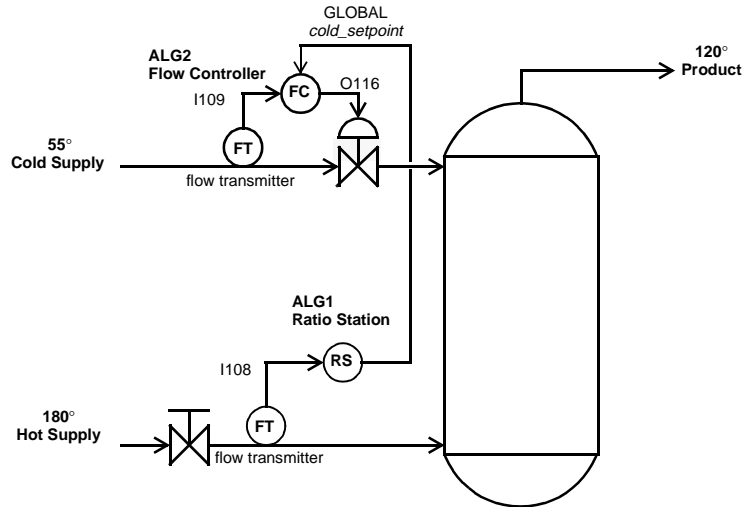 GLOBAL
cold_setpoint
ALG2
Flow Controller
FC
O116
I109
120°
Product
55°
Cold Supply
FT
flow transmitter
ALG1
Ratio Station
I108
RS
180°
Hot Supply
FT
flow transmitter